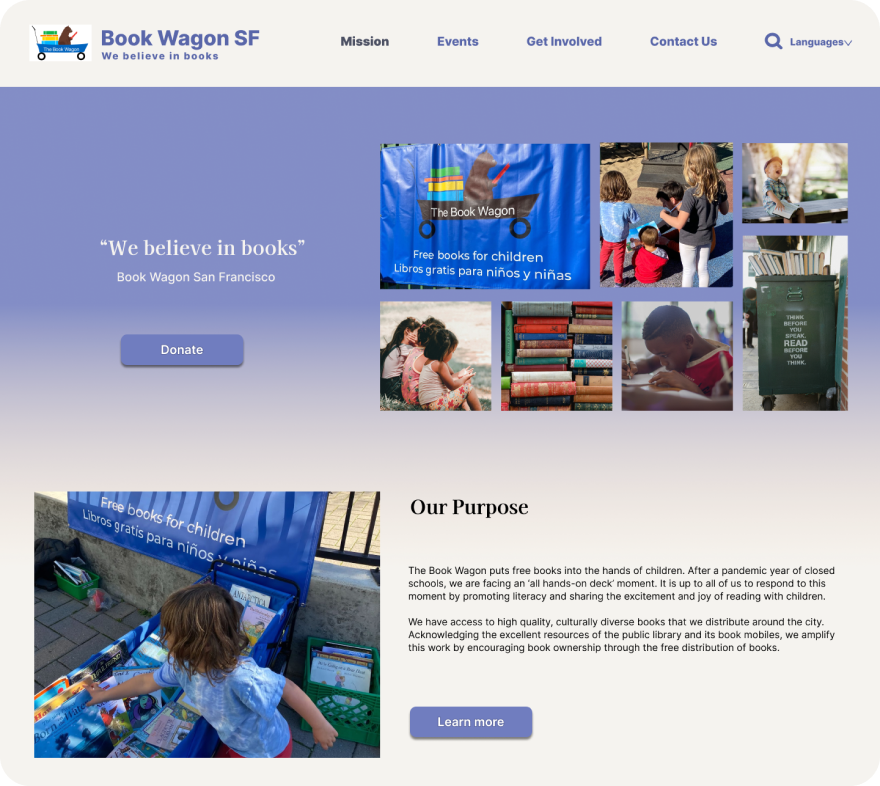 The Book Wagon
Book Wagon SF
We believe in books
Mission
Events
Get Involved
Contact Us
Languages
“We believe in books”
Book Wagon San Francisco
Donate
The Book Wagon
Free books for children
Libros gratis para niños y niñas
THINK
BEFORE
YOU
SPEAK.
READ
BEFORE
YOU
THINK.
Free books for children
Libros gratis para niños y niñas
ANTARCTICA
Our Purpose
The Book Wagon puts free books into the hands of children. After a pandemic year of closed
schools, we are facing an ‘all hands-on deck’ moment. It is up to all of us to respond to this
moment by promoting literacy and sharing the excitement and joy of reading with children.
We have access to high quality, culturally diverse books that we distribute around the city.
Acknowledging the excellent resources of the public library and its book mobiles, we amplify
this work by encouraging book ownership through the free distribution of books.
Learn more